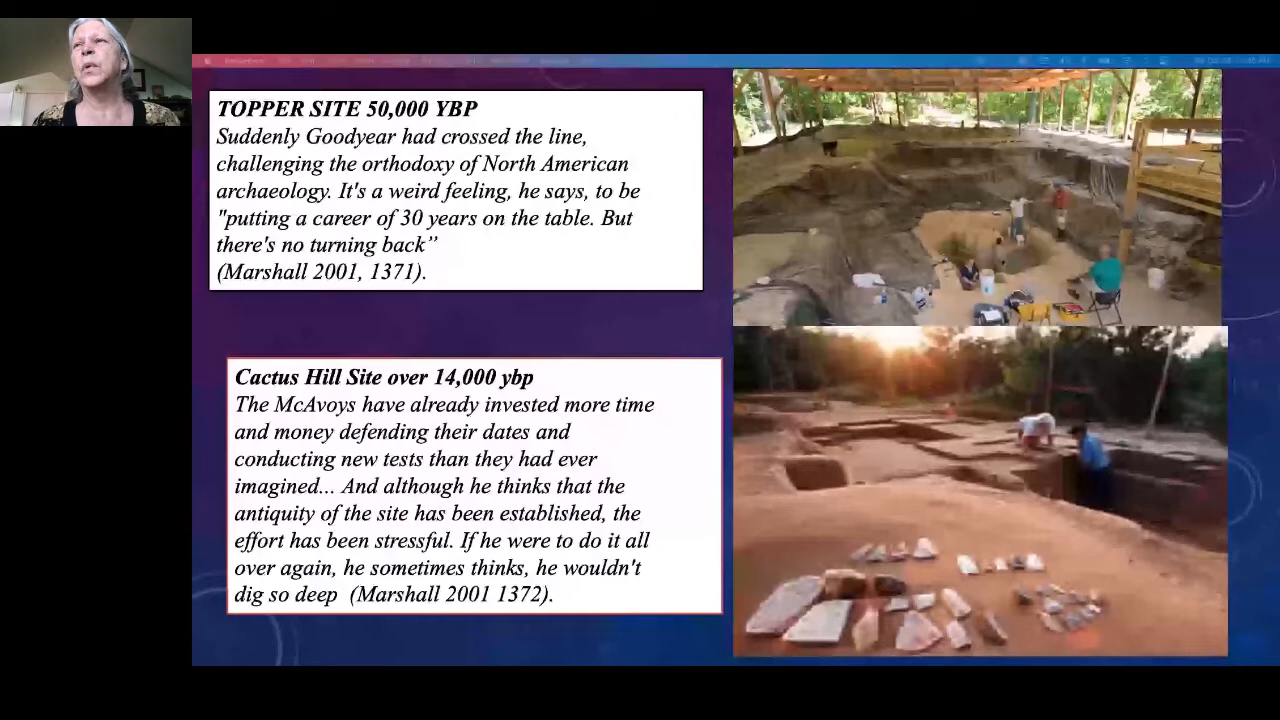 TOPPER SITE 50,000 YBP
Suddenly Goodyear had crossed the line,
challenging the orthodoxy of North American
archaeology. It's a weird feeling, he says, to be
"putting a career of 30 years on the table. But
there's no turning back”
(Marshall 2001, 1371).
Cactus Hill Site over 14,000 ybp
The McAvoys have already invested more time
and money defending their dates and
conducting new tests than they had ever
imagined... And although he thinks that the
antiquity of the site has been established, the
effort has been stressful. If he were to do it all
over again, he sometimes thinks, he wouldn't
dig so deep (Marshall 2001 1372).